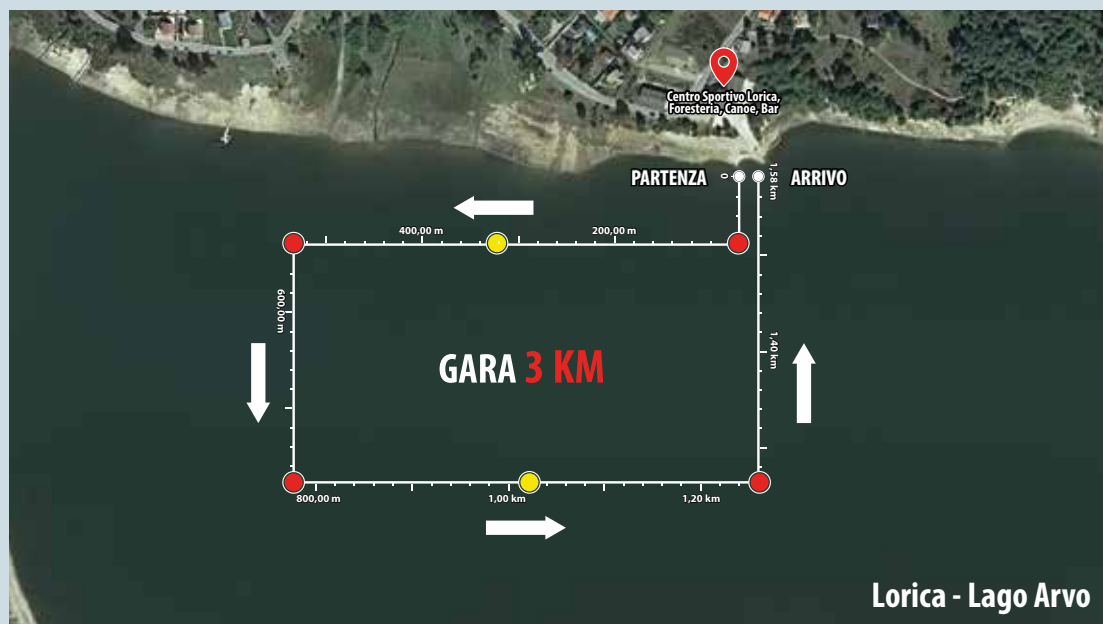 Centro Sportivo Lorica,
Foresteria, Canoe, Bar
PARTENZA
0
1,58 km
ARRIVO
400,00 m
200,00 m
600,00 m
GARA 3 KM
1,40 km
800,00 m
1,00 km
1,20 km
Lorica - Lago Arvo